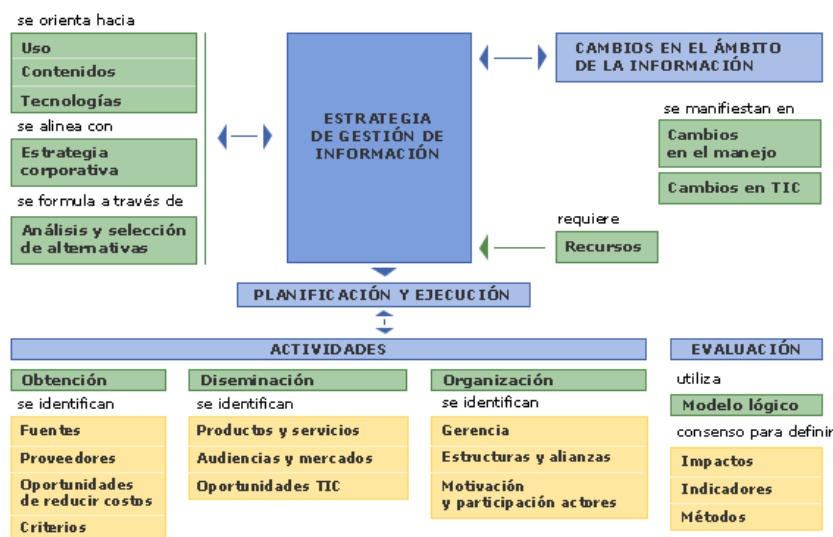 se orienta hacia
Uso
Contenidos
Tecnologías
se alinea con
Estrategia
corporativa
se formula a través de
Análisis y selección
de alternativas
ESTRATEGIA
DE GESTIÓN DE
INFORMACIÓN
CAMBIOS EN EL ÁMBITO
DE LA INFORMACIÓN
se manifiestan en
Cambios
en el manejo
Cambios en TIC
requiere
Recursos
PLANIFICACIÓN Y EJECUCIÓN
ACTIVIDADES
Obtención
se identifican
Fuentes
Proveedores
Oportunidades
de reducir costos
Criterios
Diseminación
se identifican
Productos y servicios
Audiencias y mercados
Oportunidades TIC
Organización
se identifican
Gerencia
Estructuras y alianzas
Motivación
y participación actores
EVALUACIÓN
utiliza
Modelo lógico
consenso para definir
Impactos
Indicadores
Métodos